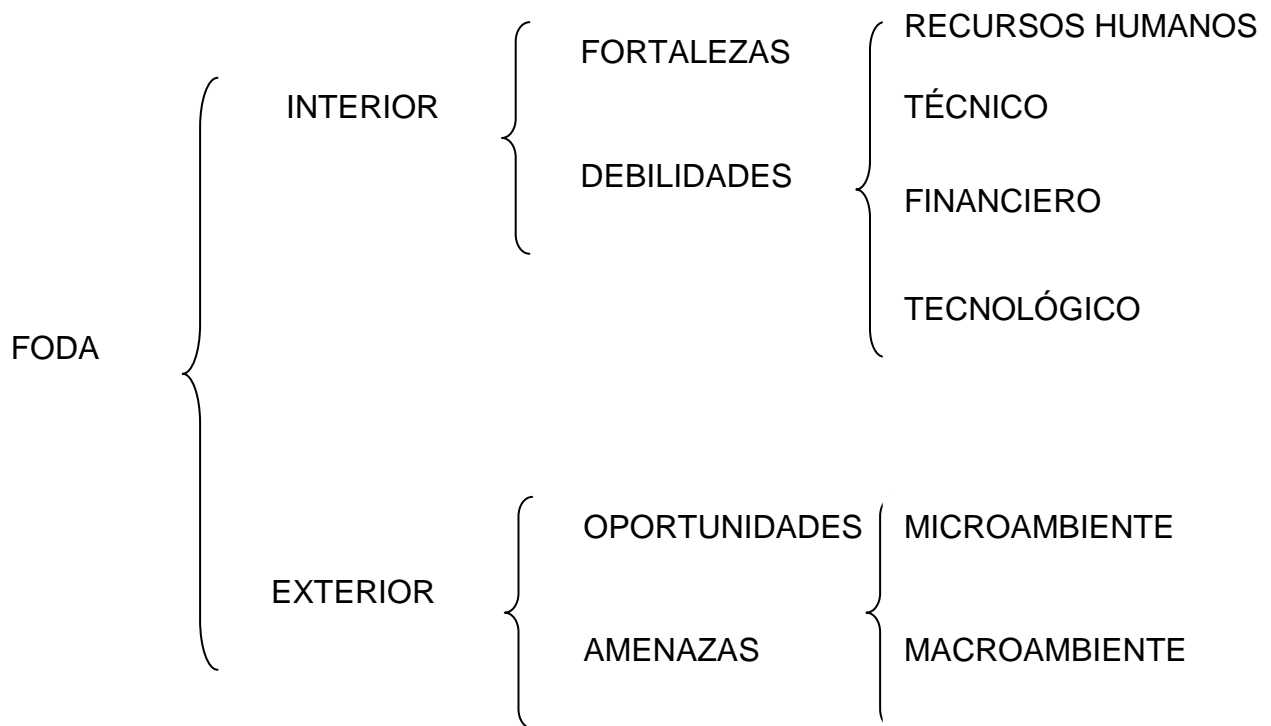 RECURSOS HUMANOS
FORTALEZAS
INTERIOR
TÉCNICO
DEBILIDADES
FINANCIERO
TECNOLÓGICO
FODA
OPORTUNIDADES
MICROAMBIENTE
EXTERIOR
AMENAZAS
MACROAMBIENTE